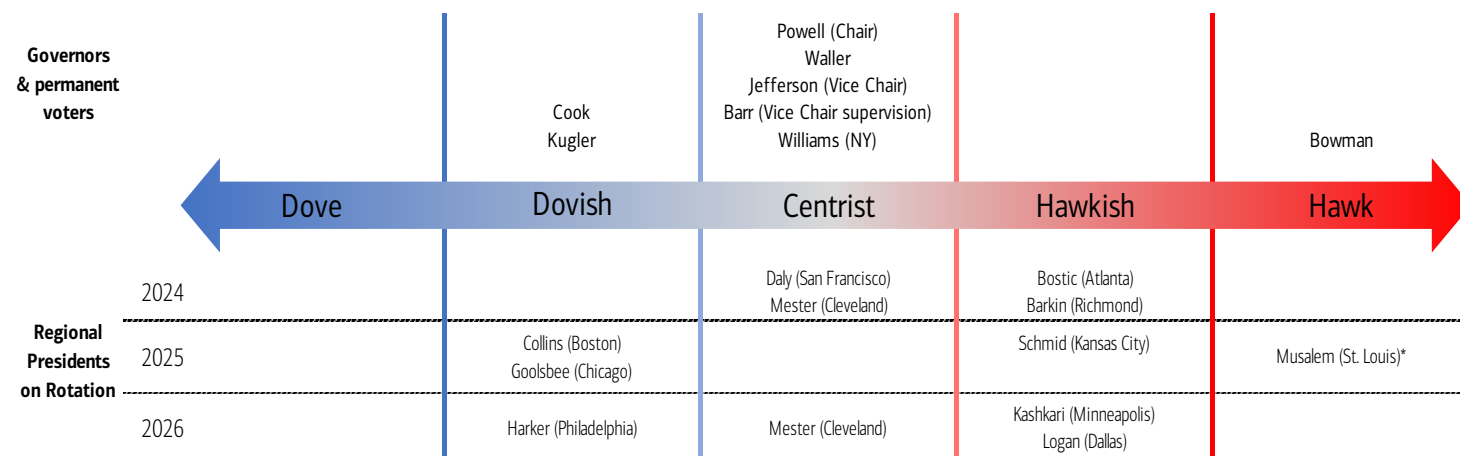 Governors
& permanent
voters
Cook
Kugler
Powell (Chair)
Waller
Jefferson (Vice Chair)
Barr (Vice Chair supervision)
Williams (NY)
Bowman
Dove
Dovish
Centrist
Hawkish
Hawk
Regional
Presidents
on Rotation
2024
Daly (San Francisco)
Mester (Cleveland)
Bostic (Atlanta)
Barkin (Richmond)
2025
Collins (Boston)
Goolsbee (Chicago)
Schmid (Kansas City)
Musalem (St. Louis)*
2026
Harker (Philadelphia)
Mester (Cleveland)
Kashkari (Minneapolis)
Logan (Dallas)